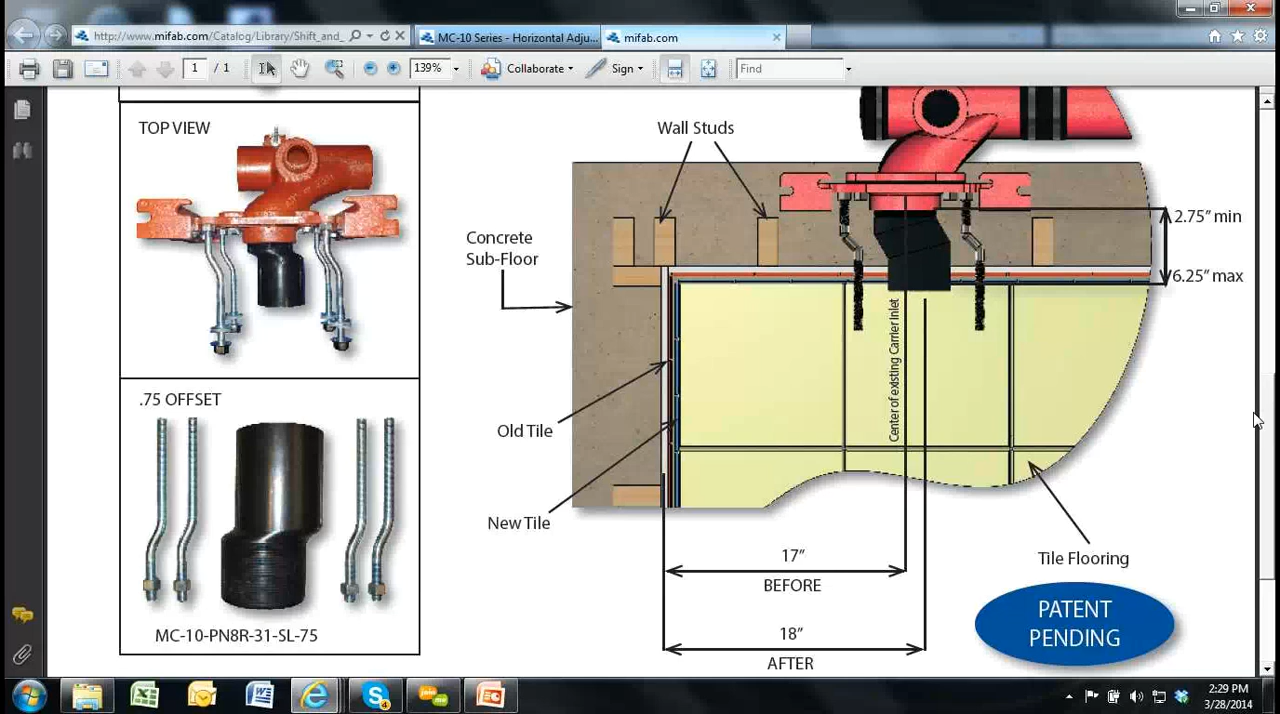 http://www.mifab.com/Catalog/Library/Shift_and_
MC-10 Series - Horizontal Adju...
mifab.com
1 / 1
139%
Collaborate
Sign
Find
TOP VIEW
Wall Studs
Concrete
Sub-Floor
2.75” min
6.25” max
Center of existing Carrier Inlet
.75 OFFSET
Old Tile
New Tile
Tile Flooring
17”
BEFORE
18”
AFTER
MC-10-PN8R-31-SL-75
PATENT
PENDING
2:29 PM
3/28/2014